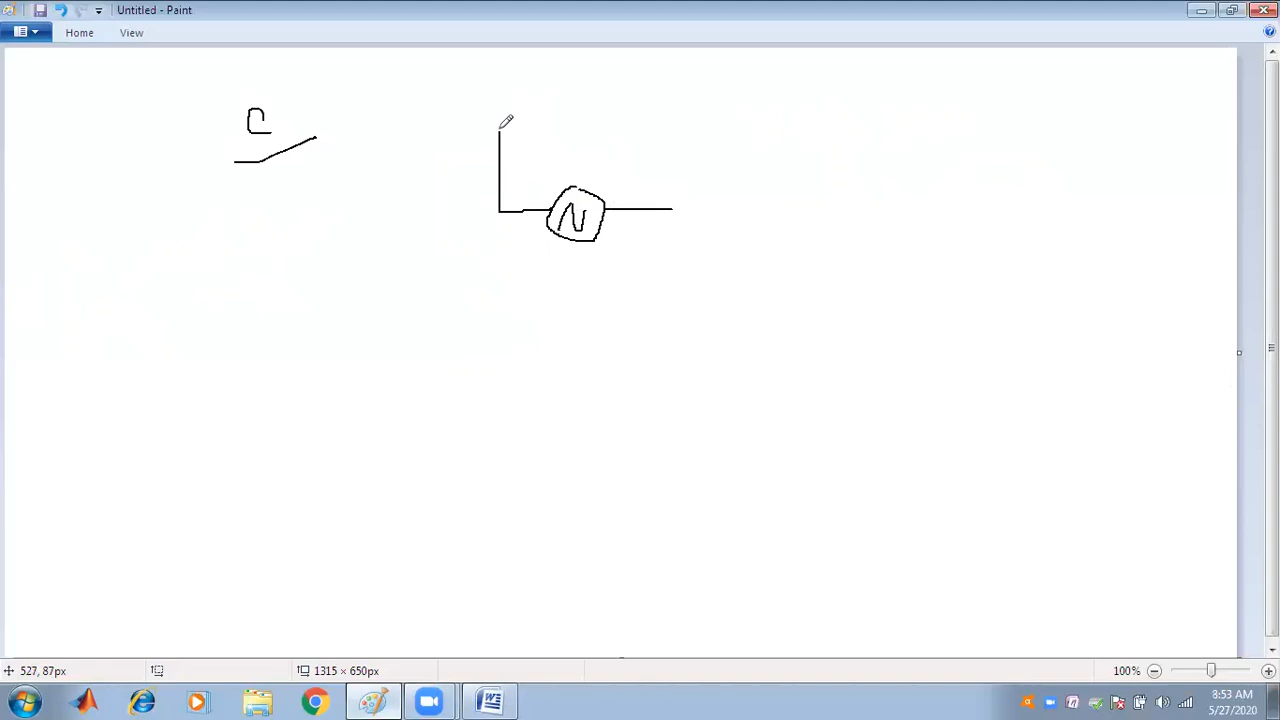 Untitled - Paint
Home View
C
N
527, 87px 1315 × 650px 100%
8:53 AM
5/27/2020